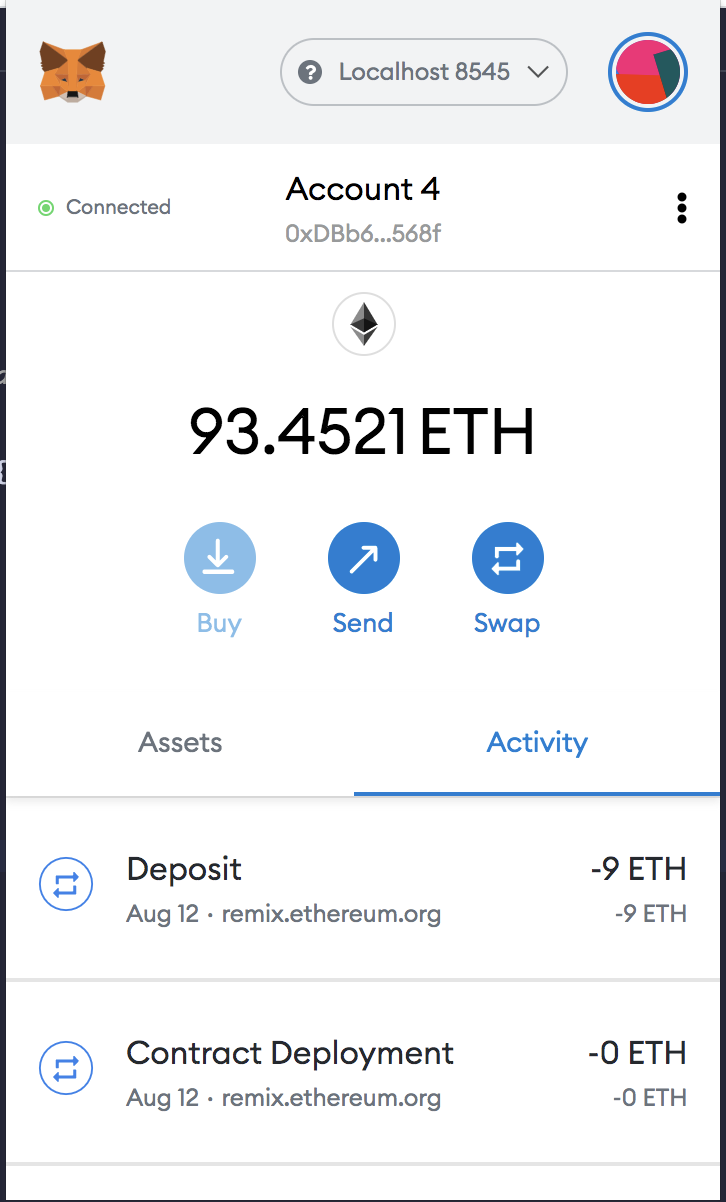 Localhost 8545
Connected
Account 4
0xDBb6...568f
93.4521 ETH
Buy
Send
Swap
Assets
Activity
Deposit
-9 ETH
Aug 12 · remix.ethereum.org
-9 ETH
Contract Deployment
-0 ETH
Aug 12 · remix.ethereum.org
-0 ETH